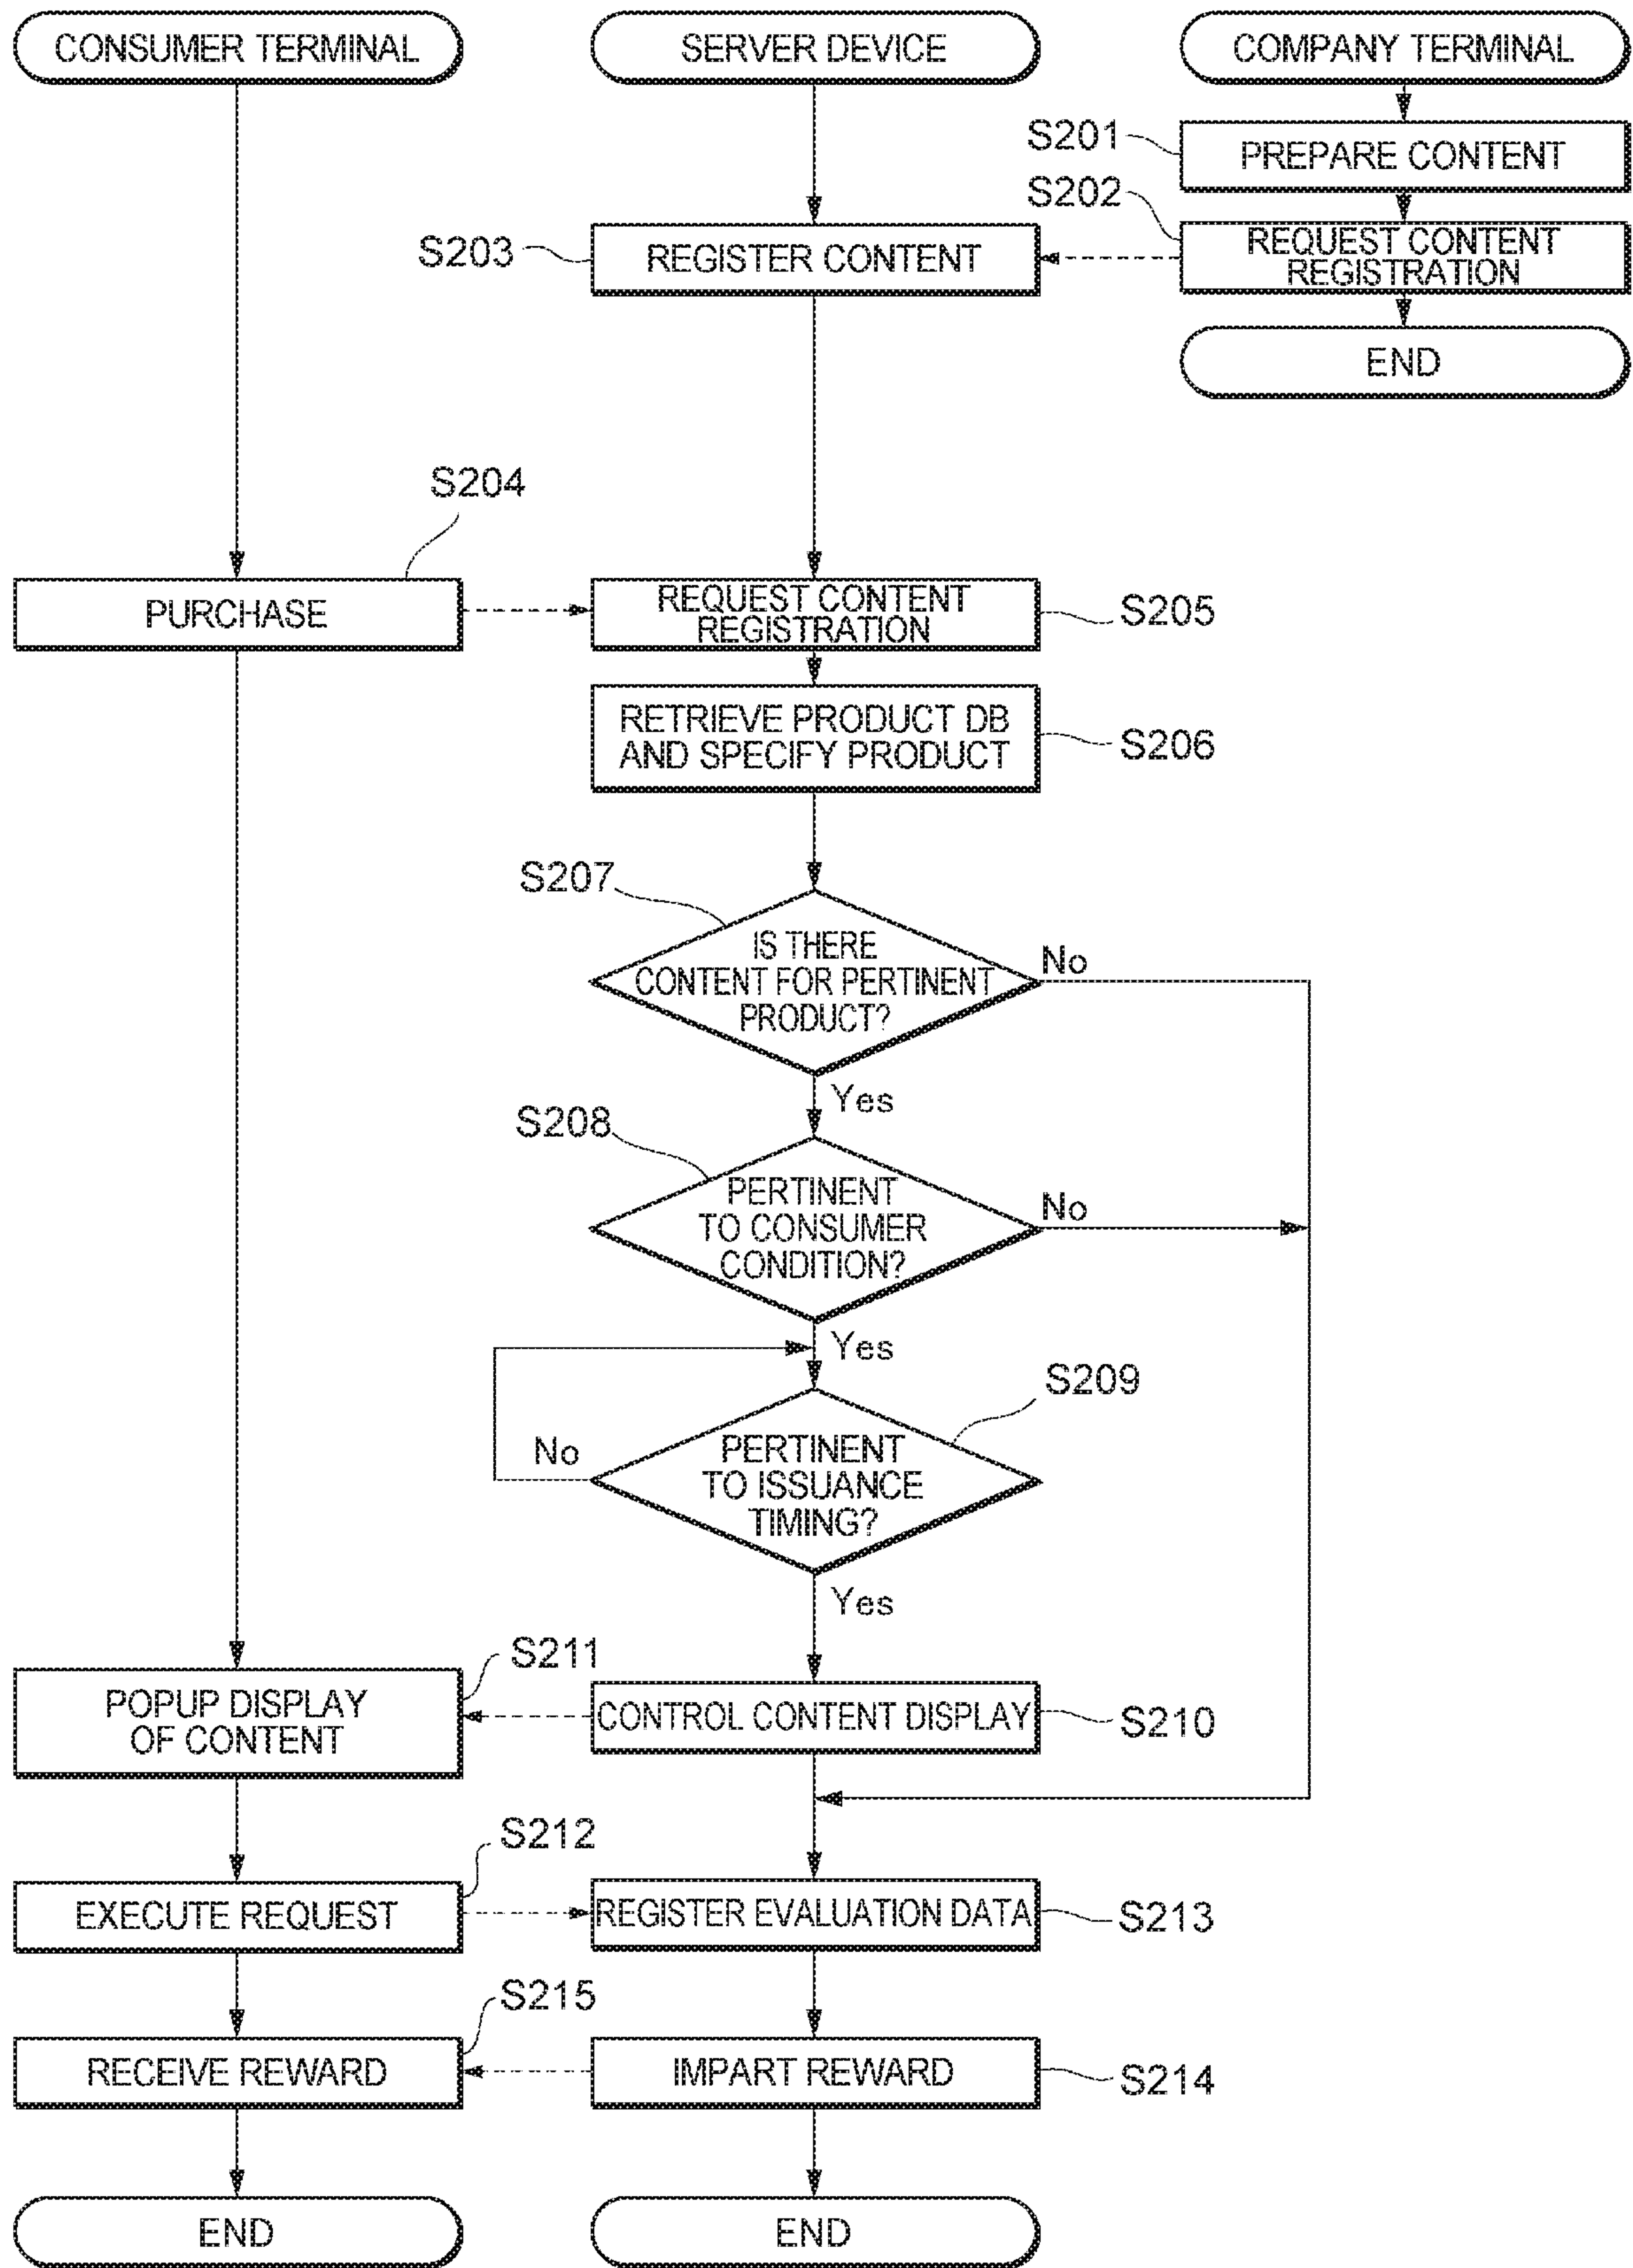 CONSUMER TERMINAL
SERVER DEVICE
COMPANY TERMINAL
S201
PREPARE CONTENT
S202
REQUEST CONTENT
REGISTRATION
S203
REGISTER CONTENT
END
S204
PURCHASE
REQUEST CONTENT
REGISTRATION
S205
RETRIEVE PRODUCT DB
AND SPECIFY PRODUCT
S206
S207
IS THERE
CONTENT FOR PERTINENT
PRODUCT?
No
Yes
S208
PERTINENT
TO CONSUMER
CONDITION?
No
Yes
S209
PERTINENT
TO ISSUANCE
TIMING?
No
Yes
S211
POPUP DISPLAY
OF CONTENT
CONTROL CONTENT DISPLAY
S210
S212
EXECUTE REQUEST
REGISTER EVALUATION DATA
S213
S215
RECEIVE REWARD
IMPART REWARD
S214
END
END